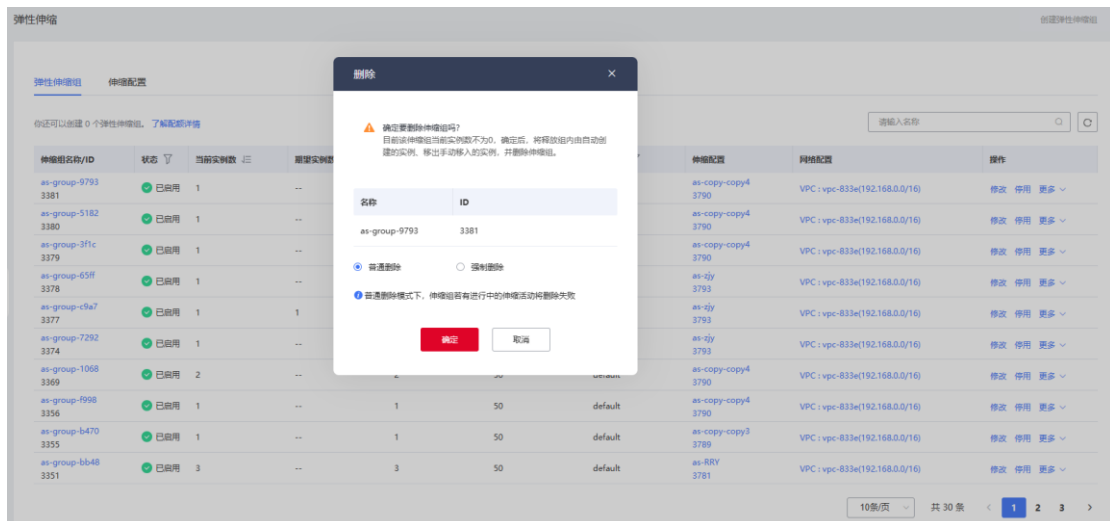 弹性伸缩
创建弹性伸缩组
弹性伸缩组 伸缩配置
你还可以创建 0 个弹性伸缩组。了解配额详情
请输入名称
伸缩组名称/ID 状态 当前实例数 期望实例数 伸缩配置 网络配置 操作
as-group-9793 已启用 1 -- as-copy-copy4 VPC : vpc-833e(192.168.0.0/16) 修改 停用 更多
3381 3790
as-group-5182 已启用 1 -- as-copy-copy4 VPC : vpc-833e(192.168.0.0/16) 修改 停用 更多
3380 3790
as-group-3f1c 已启用 1 -- as-copy-copy4 VPC : vpc-833e(192.168.0.0/16) 修改 停用 更多
3379 3790
as-group-65ff 已启用 1 -- as-zjy VPC : vpc-833e(192.168.0.0/16) 修改 停用 更多
3378 3793
as-group-c9a7 已启用 1 1 as-zjy VPC : vpc-833e(192.168.0.0/16) 修改 停用 更多
3377 3793
as-group-7292 已启用 1 -- as-zjy VPC : vpc-833e(192.168.0.0/16) 修改 停用 更多
3374 3793
as-group-1068 已启用 2 -- 2 50 default as-copy-copy4 VPC : vpc-833e(192.168.0.0/16) 修改 停用 更多
3369 3790
as-group-f998 已启用 1 -- 1 50 default as-copy-copy4 VPC : vpc-833e(192.168.0.0/16) 修改 停用 更多
3356 3790
as-group-b470 已启用 1 -- 1 50 default as-copy-copy3 VPC : vpc-833e(192.168.0.0/16) 修改 停用 更多
3355 3789
as-group-bb48 已启用 3 -- 3 50 default as-RRY VPC : vpc-833e(192.168.0.0/16) 修改 停用 更多
3351 3781
10条/页 共 30 条 < 1 2 3 >
删除 ×
确定要删除伸缩组吗?
目前该伸缩组当前实例数不为0，确定后，将释放组内由自动创
建的实例、移出手动移入的实例，并删除伸缩组。
名称 ID
as-group-9793 3381
普通删除 强制删除
普通删除模式下，伸缩组若有进行中的伸缩活动将删除失败
确定 取消